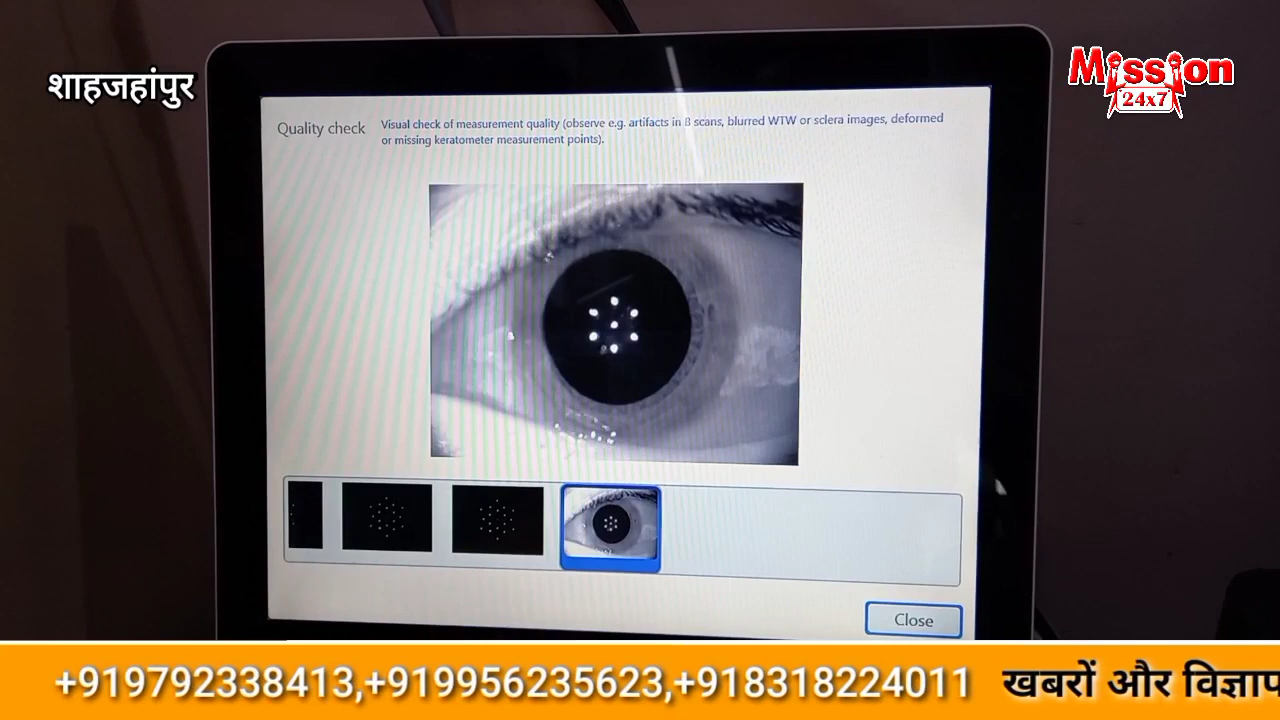 शाहजहांपुर
Mission
24x7
Quality check
Visual check of measurement quality (observe e.g. artifacts in B scans, blurred WTW or sclera images, deformed
or missing keratometer measurement points).
Close
+919792338413,+919956235623,+918318224011 खबरों और विज्ञाप